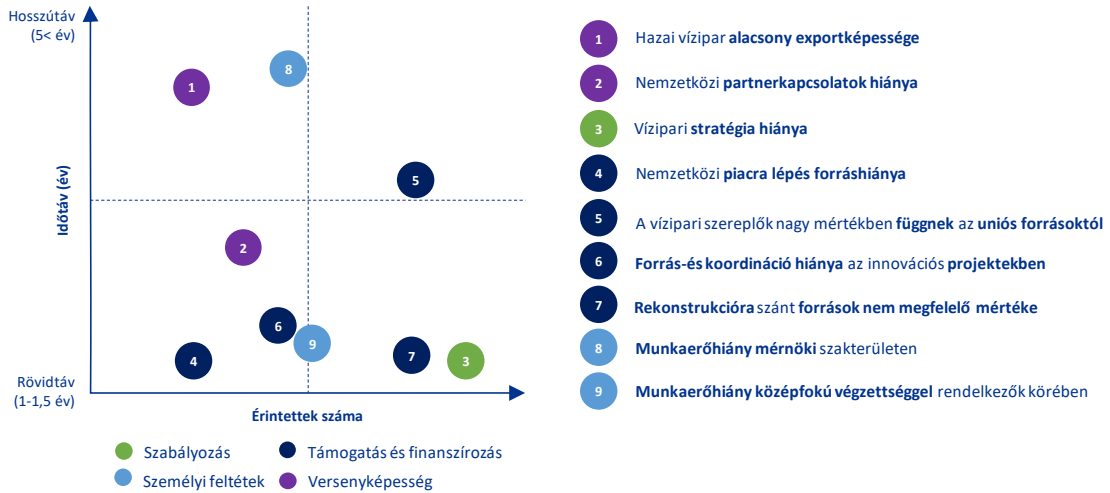 Hosszútáv
(5< év)
Időtáv (év)
Rövidtáv
(1-1,5 év)
Érintettek száma
1
8
5
2
6
9
4
7
3
Szabályozás
Támogatás és finanszírozás
Személyi feltétek
Versenyképesség
1 Hazai vízipar alacsony exportképessége
2 Nemzetközi partnerkapcsolatok hiánya
3 Vízipari stratégia hiánya
4 Nemzetközi piacra lépés forráshiánya
5 A vízipari szereplők nagy mértékben függnek az uniós forrásoktól
6 Forrás-és koordináció hiánya az innovációs projektekben
7 Rekonstrukcióra szánt források nem megfelelő mértéke
8 Munkaerőhiány mérnöki szakterületen
9 Munkaerőhiány középfokú végzettséggel rendelkezők körében